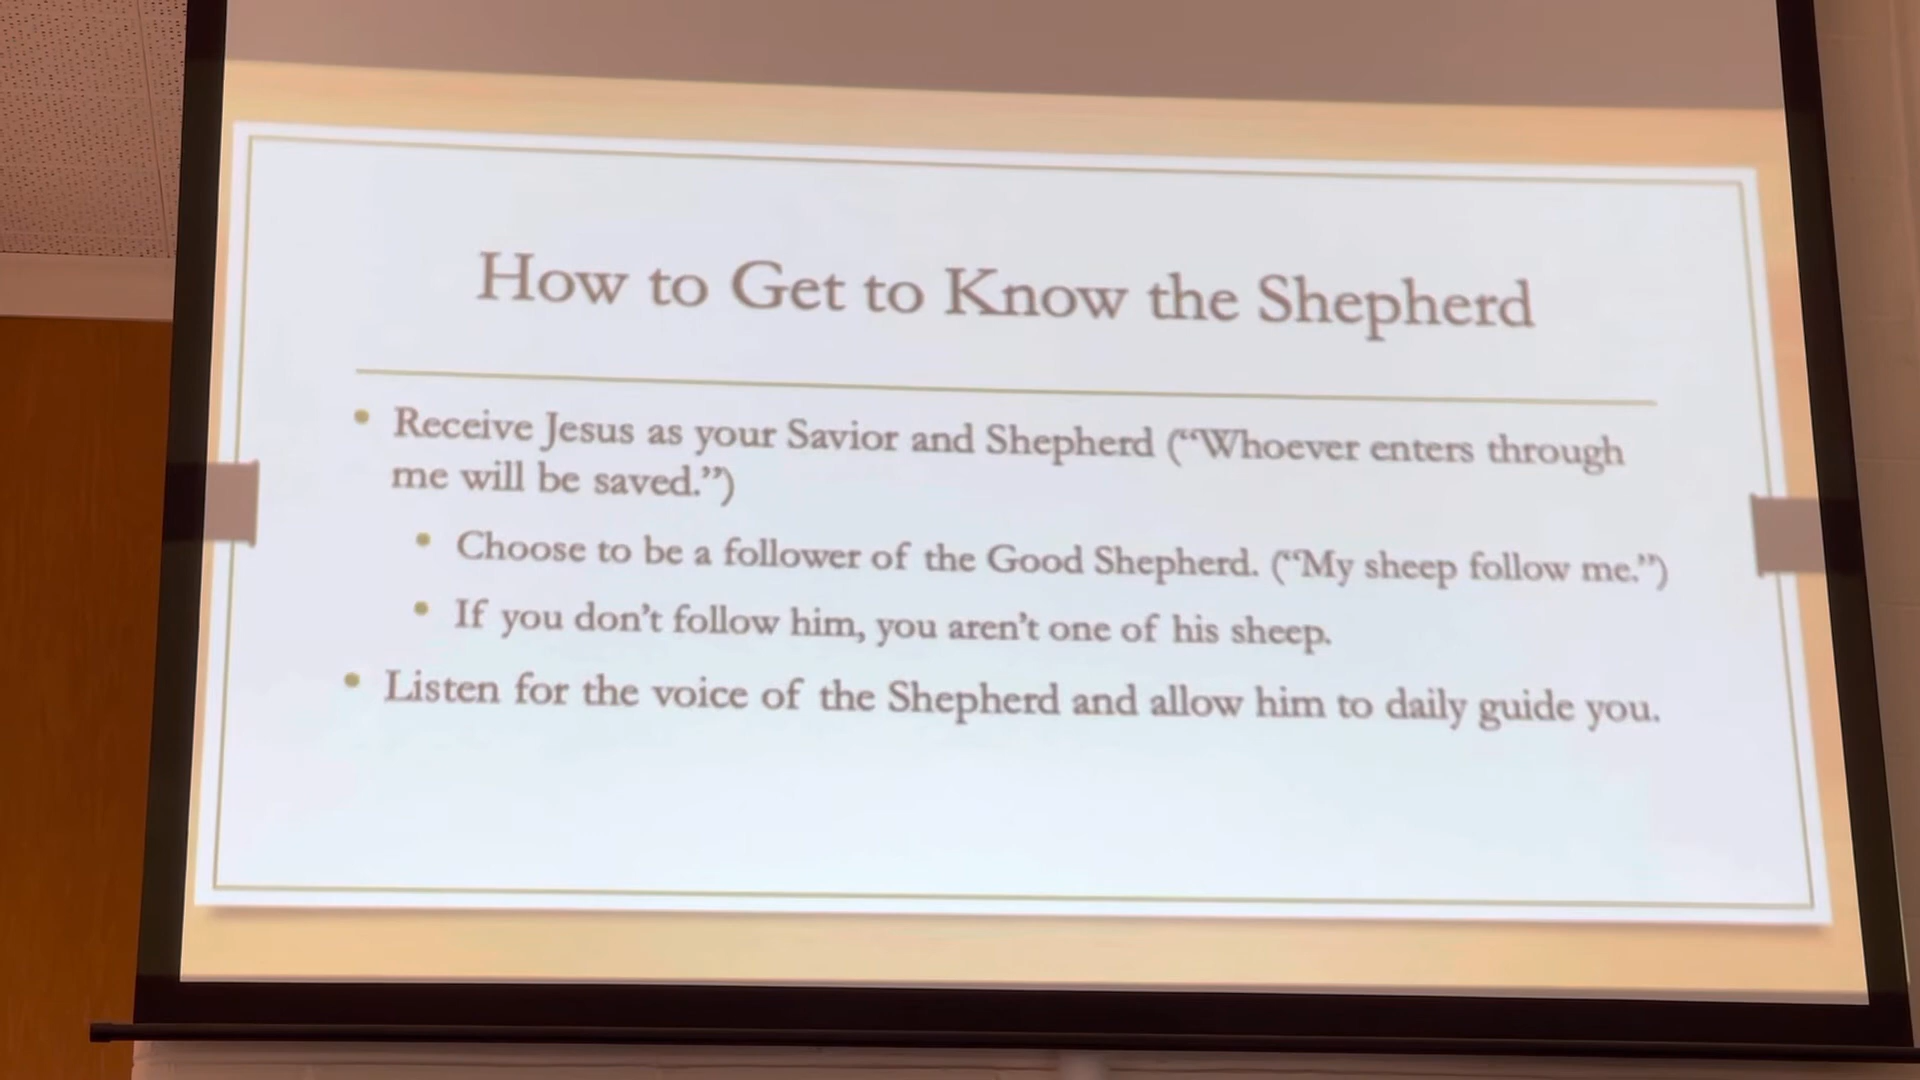 How to Get to Know the Shepherd
• Receive Jesus as your Savior and Shepherd (“Whoever enters through
me will be saved.”)
• Choose to be a follower of the Good Shepherd. (“My sheep follow me.”)
• If you don’t follow him, you aren’t one of his sheep.
• Listen for the voice of the Shepherd and allow him to daily guide you.